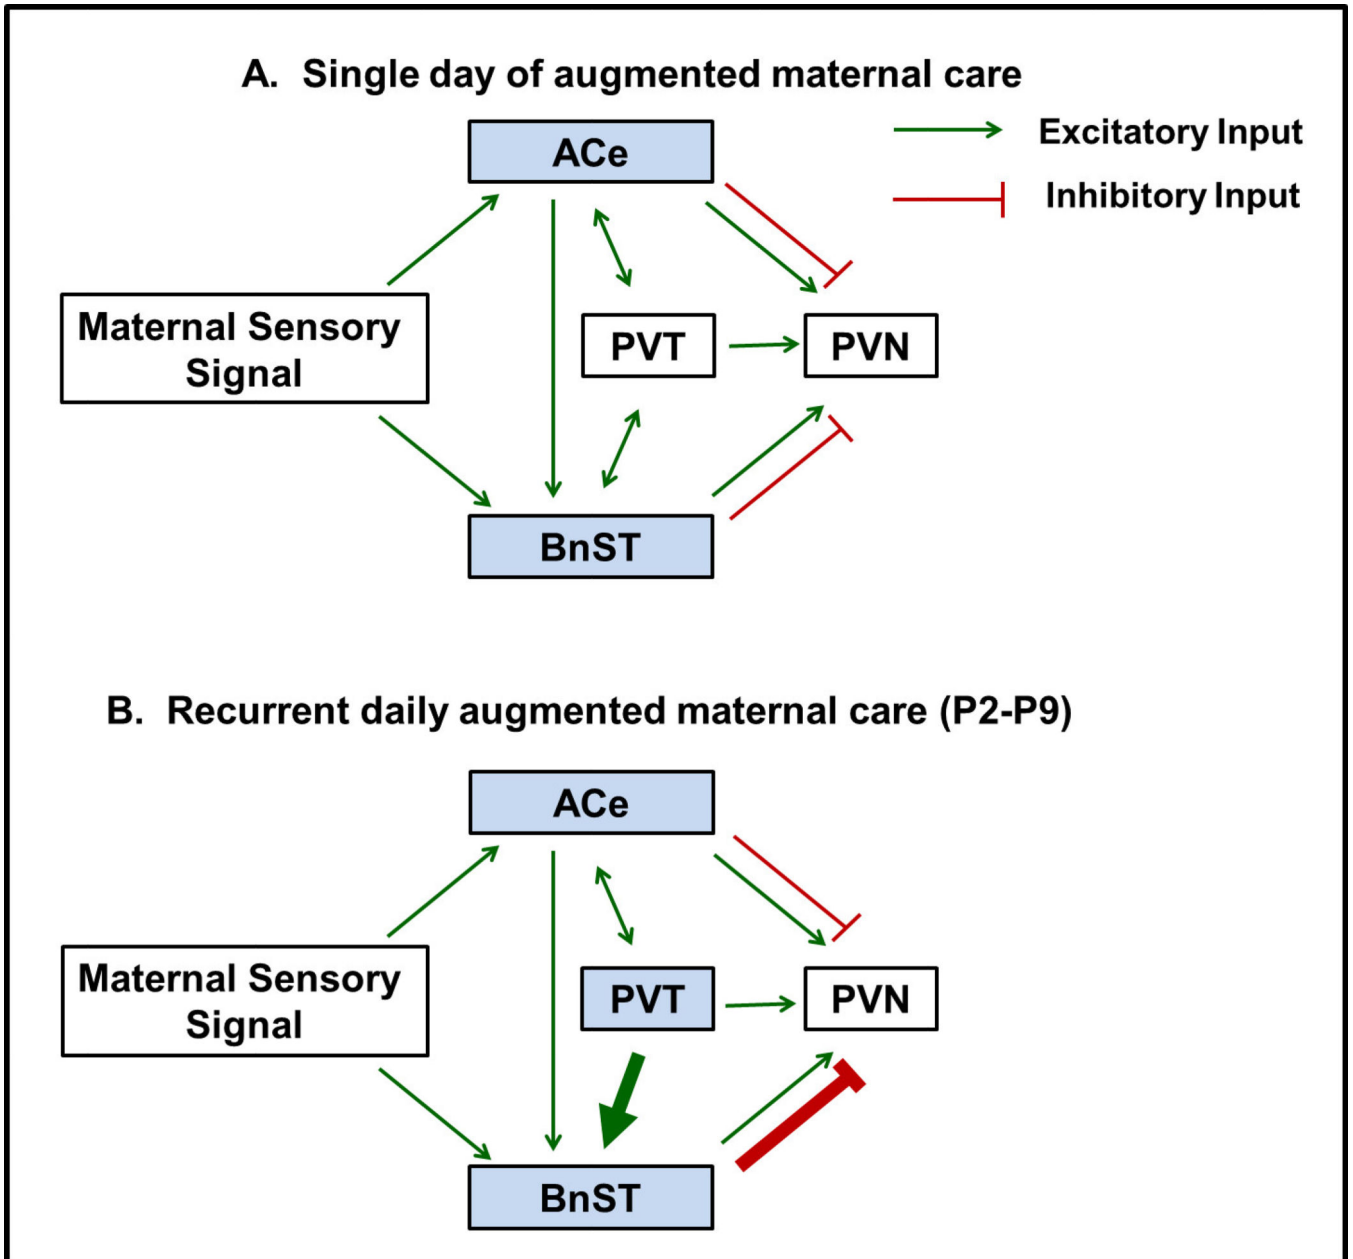 A. Single day of augmented maternal care
ACe
Excitatory Input
Inhibitory Input
Maternal Sensory
Signal
PVT
PVN
BnST
B. Recurrent daily augmented maternal care (P2-P9)
ACe
Maternal Sensory
Signal
PVT
PVN
BnST